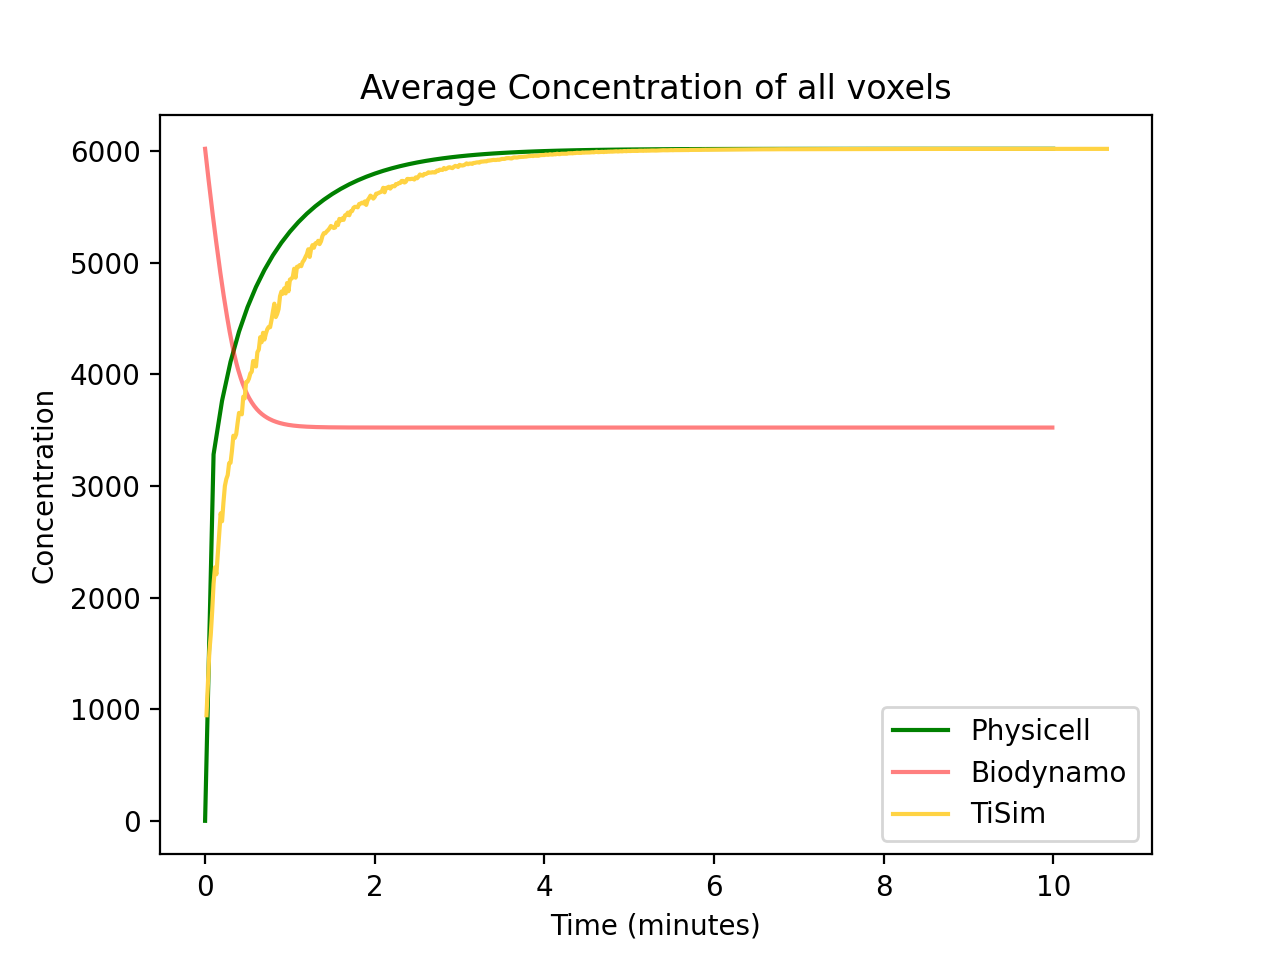 Average Concentration of all voxels
6000
5000
4000
3000
2000
1000
0
Concentration
0 2 4 6 8 10
Time (minutes)
Physicell
Biodynamo
TiSim